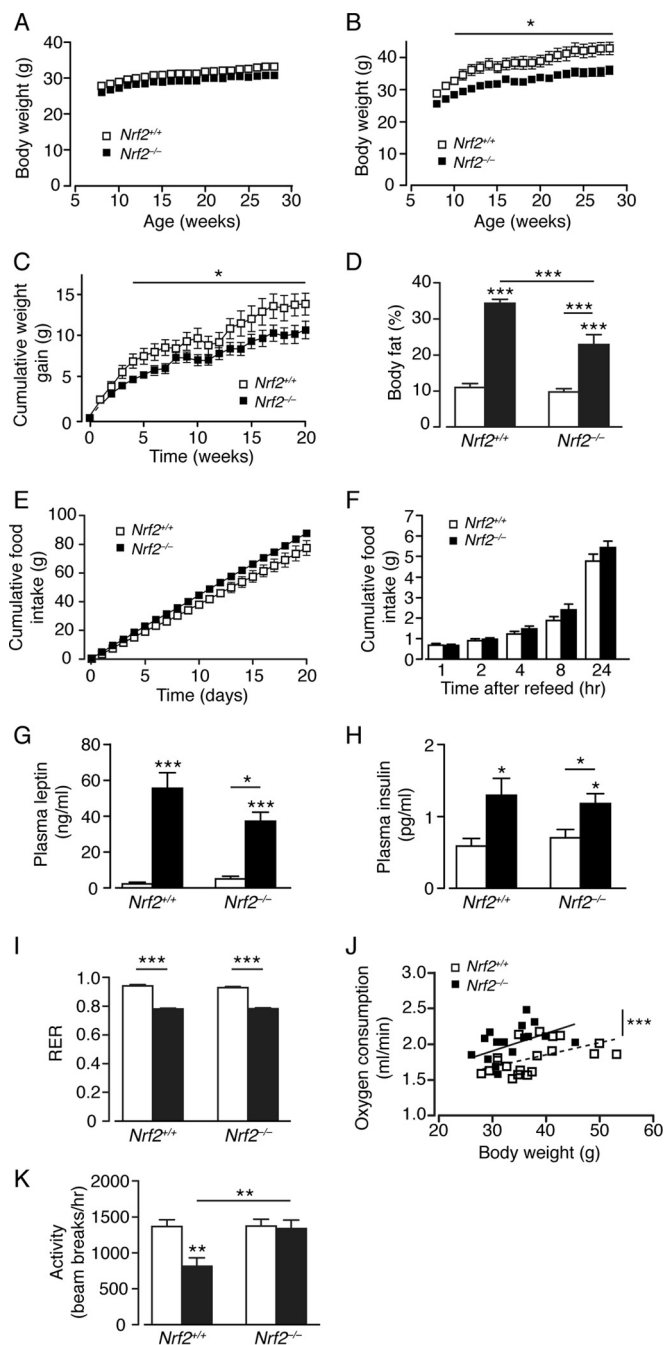 A
Body weight (g)
40
30
20
10
0
Nrf2+/+
Nrf2–/–
5 10 15 20 25 30
Age (weeks)
B
*
Body weight (g)
40
30
20
10
0
Nrf2+/+
Nrf2–/–
5 10 15 20 25 30
Age (weeks)
C
*
Cumulative weight
gain (g)
15
10
5
0
Nrf2+/+
Nrf2–/–
0 5 10 15 20
Time (weeks)
D
***
***
***
***
Body fat (%)
40
30
20
10
0
Nrf2+/+ Nrf2–/–
E
Cumulative food
intake (g)
100
80
60
40
20
0
Nrf2+/+
Nrf2–/–
0 5 10 15 20
Time (days)
F
Cumulative food
intake (g)
7
6
5
4
3
2
1
0
Nrf2+/+
Nrf2–/–
1 2 4 8 24
Time after refeed (hr)
G
Plasma leptin
(ng/ml)
80
60
40
20
0
***
*
***
Nrf2+/+ Nrf2–/–
H
Plasma insulin
(pg/ml)
2
1
0
*
*
*
Nrf2+/+ Nrf2–/–
I
RER
1.0
0.8
0.6
0.4
0.2
0
*** ***
Nrf2+/+ Nrf2–/–
J
Nrf2+/+
Nrf2–/–
Oxygen consumption
(ml/min)
3.0
2.5
2.0
1.5
1.0
***
20 30 40 50 60
Body weight (g)
K
Activity
(beam breaks/hr)
2000
1500
1000
500
0
**
**
Nrf2+/+ Nrf2–/–